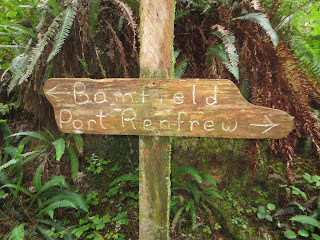 ← Bamfield
Port Renfrew →